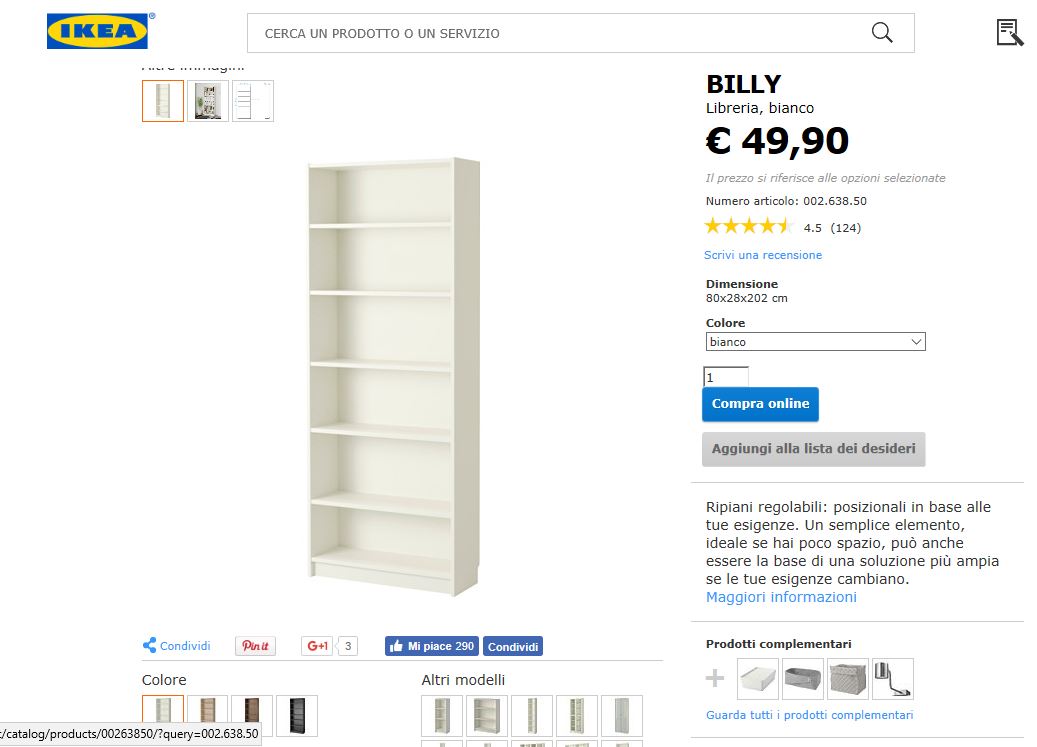 IKEA
®
CERCA UN PRODOTTO O UN SERVIZIO
Altre immagini
BILLY
Libreria, bianco
€ 49,90
Il prezzo si riferisce alle opzioni selezionate
Numero articolo: 002.638.50
4.5 (124)
Scrivi una recensione
Dimensione
80x28x202 cm
Colore
bianco
1
Compra online
Aggiungi alla lista dei desideri
Ripiani regolabili: posizionali in base alle
tue esigenze. Un semplice elemento,
ideale se hai poco spazio, può anche
essere la base di una soluzione più ampia
se le tue esigenze cambiano.
Maggiori informazioni
Condividi
Pin it
G+1
3
Mi piace 290
Condividi
Prodotti complementari
Guarda tutti i prodotti complementari
Colore
Altri modelli
t/catalog/products/00263850/?query=002.638.50